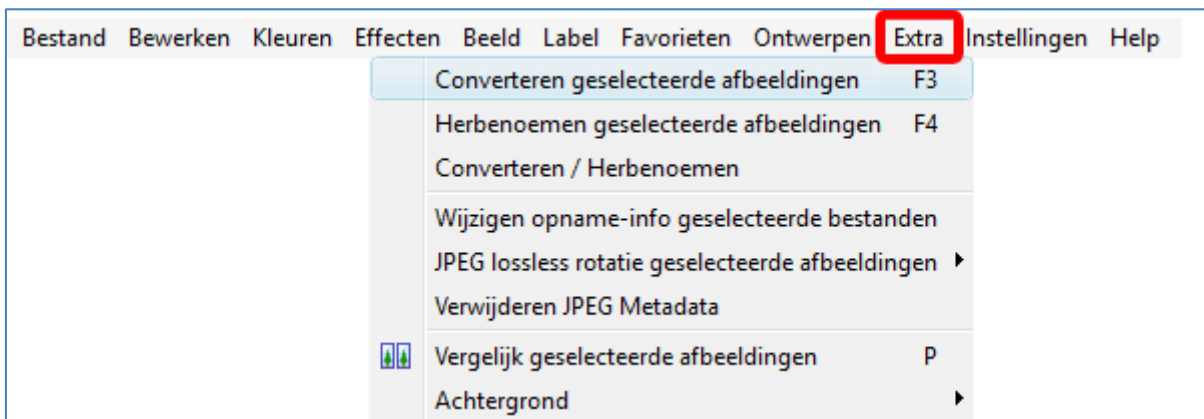 Bestand Bewerken Kleuren Effecten Beeld Label Favorieten Ontwerpen Extra Instellingen Help
Converteren geselecteerde afbeeldingen F3
Herbenoemen geselecteerde afbeeldingen F4
Converteren / Herbenoemen
Wijzigen opname-info geselecteerde bestanden
JPEG lossless rotatie geselecteerde afbeeldingen
Verwijderen JPEG Metadata
Vergelijk geselecteerde afbeeldingen P
Achtergrond